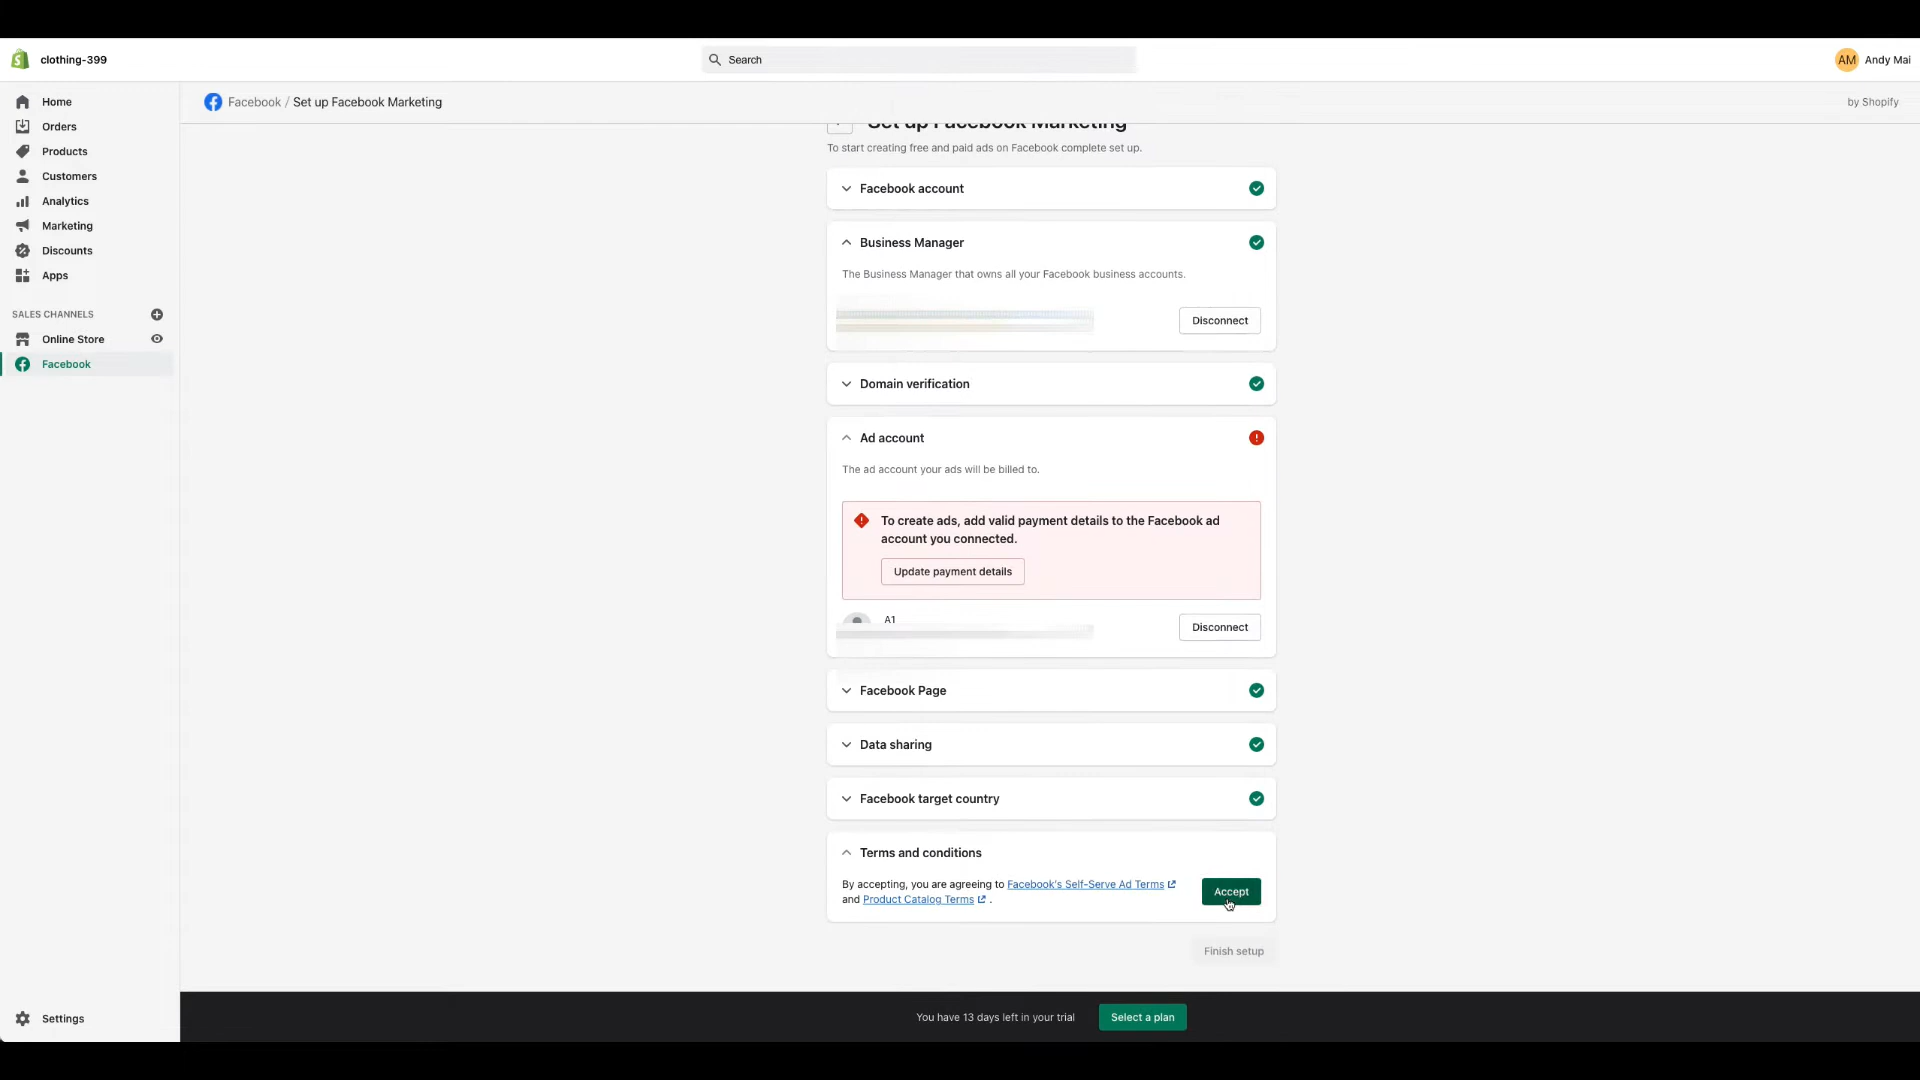 clothing-399
Search
AM Andy Mai
Home
Orders
Products
Customers
Analytics
Marketing
Discounts
Apps
SALES CHANNELS
Online Store
Facebook
Settings
Facebook / Set up Facebook Marketing
by Shopify
Set up Facebook Marketing
To start creating free and paid ads on Facebook complete set up.
Facebook account
Business Manager
The Business Manager that owns all your Facebook business accounts.
Disconnect
Domain verification
Ad account
The ad account your ads will be billed to.
To create ads, add valid payment details to the Facebook ad
account you connected.
Update payment details
A1
Disconnect
Facebook Page
Data sharing
Facebook target country
Terms and conditions
By accepting, you are agreeing to Facebook's Self-Serve Ad Terms
and Product Catalog Terms .
Accept
Finish setup
You have 13 days left in your trial
Select a plan